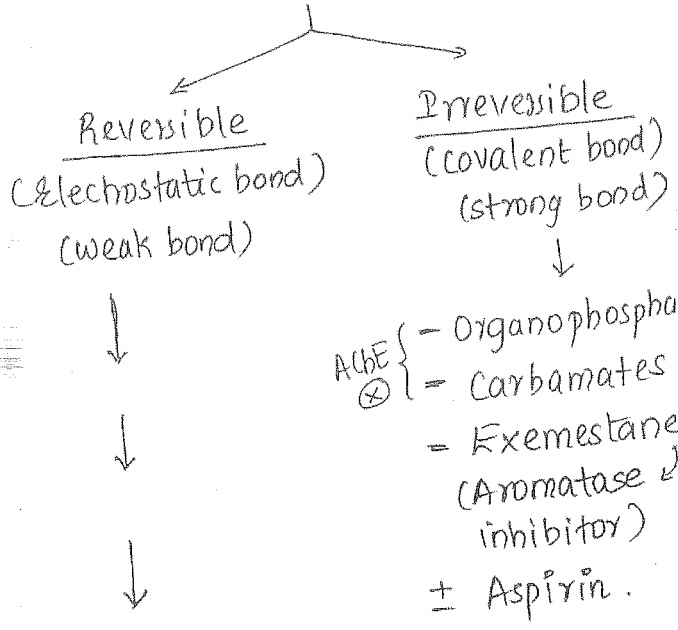 Reversible
(Electrostatic bond)
(weak bond)
Irreversible
(covalent bond)
(strong bond)
AChE
- Organophospha
- Carbamates
- Exemestane
(Aromatase
inhibitor)
± Aspirin.